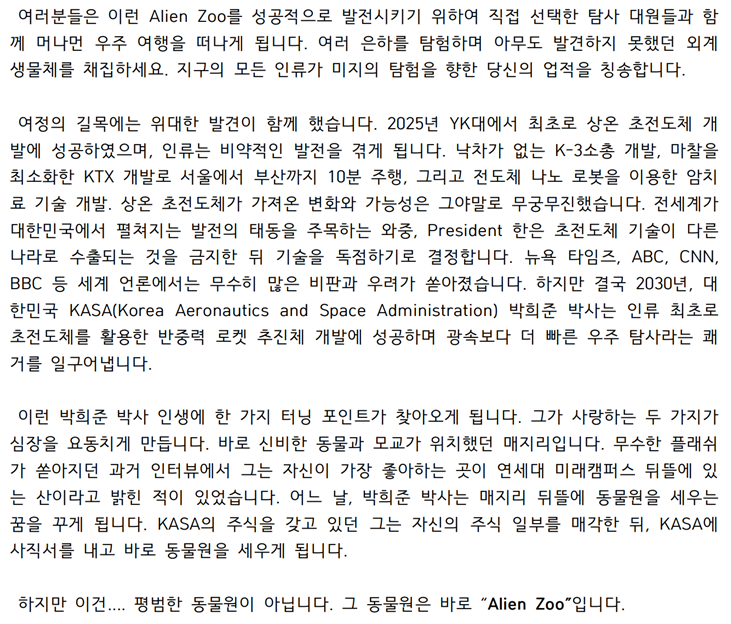 여러분들은 이런 Alien Zoo를 성공적으로 발전시키기 위하여 직접 선택한 탐사 대원들과 함
께 머나먼 우주 여행을 떠나게 됩니다. 여러 은하를 탐험하며 아무도 발견하지 못했던 외계
생물체를 채집하세요. 지구의 모든 인류가 미지의 탐험을 향한 당신의 업적을 칭송합니다.
여정의 길목에는 위대한 발견이 함께 했습니다. 2025년 YK대에서 최초로 상온 초전도체 개
발에 성공하였으며, 인류는 비약적인 발전을 겪게 됩니다. 낙차가 없는 K-3소총 개발, 마찰을
최소화한 KTX 개발로 서울에서 부산까지 10분 주행, 그리고 전도체 나노 로봇을 이용한 암치
료 기술 개발. 상온 초전도체가 가져온 변화와 가능성은 그야말로 무궁무진했습니다. 전세계가
대한민국에서 펼쳐지는 발전의 태동을 주목하는 와중, President 한은 초전도체 기술이 다른
나라로 수출되는 것을 금지한 뒤 기술을 독점하기로 결정합니다. 뉴욕 타임즈, ABC, CNN,
BBC 등 세계 언론에서는 무수히 많은 비판과 우려가 쏟아졌습니다. 하지만 결국 2030년, 대
한민국 KASA(Korea Aeronautics and Space Administration) 박희준 박사는 인류 최초로
초전도체를 활용한 반중력 로켓 추진체 개발에 성공하며 광속보다 더 빠른 우주 탐사라는 쾌
거를 일구어냅니다.
이런 박희준 박사 인생에 한 가지 터닝 포인트가 찾아오게 됩니다. 그가 사랑하는 두 가지가
심장을 요동치게 만듭니다. 바로 신비한 동물과 모교가 위치했던 매지리입니다. 무수한 플래쉬
가 쏟아지던 과거 인터뷰에서 그는 자신이 가장 좋아하는 곳이 연세대 미래캠퍼스 뒤뜰에 있
는 산이라고 밝힌 적이 있었습니다. 어느 날, 박희준 박사는 매지리 뒤뜰에 동물원을 세우는
꿈을 꾸게 됩니다. KASA의 주식을 갖고 있던 그는 자신의 주식 일부를 매각한 뒤, KASA에
사직서를 내고 바로 동물원을 세우게 됩니다.
하지만 이건.... 평범한 동물원이 아닙니다. 그 동물원은 바로 “Alien Zoo”입니다.